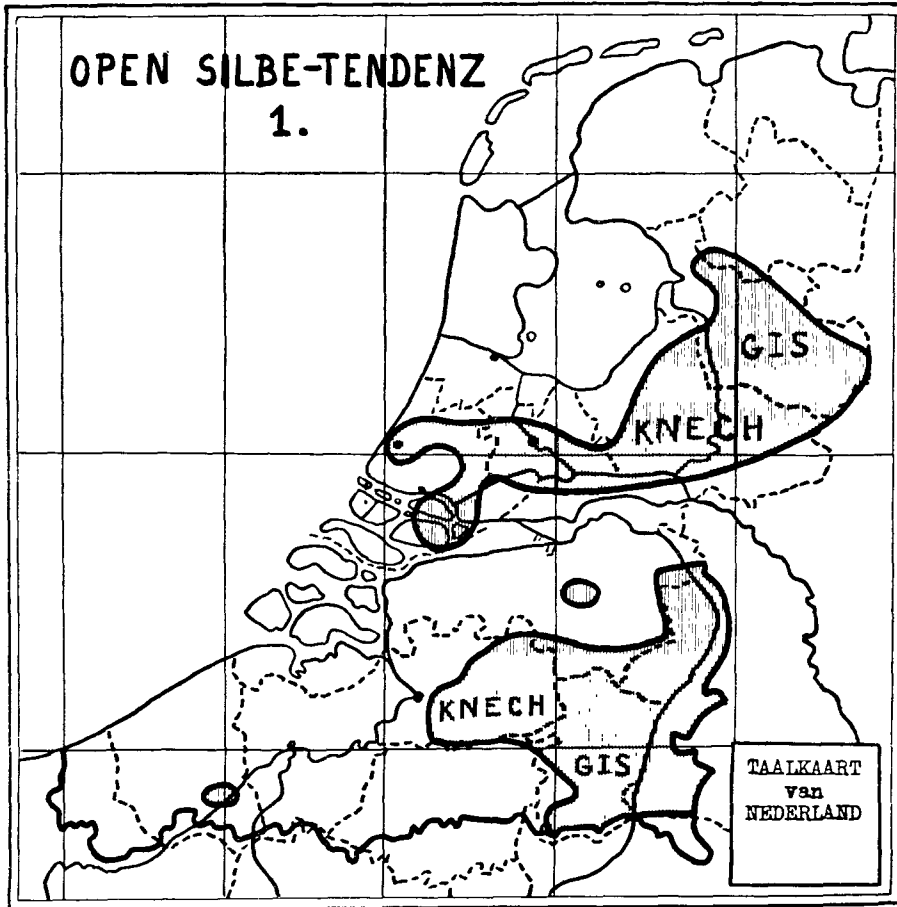 OPEN SILBE-TENDENZ
1.
GIS
KNECH
KNECH
GIS
TAALKAART
van
NEDERLAND